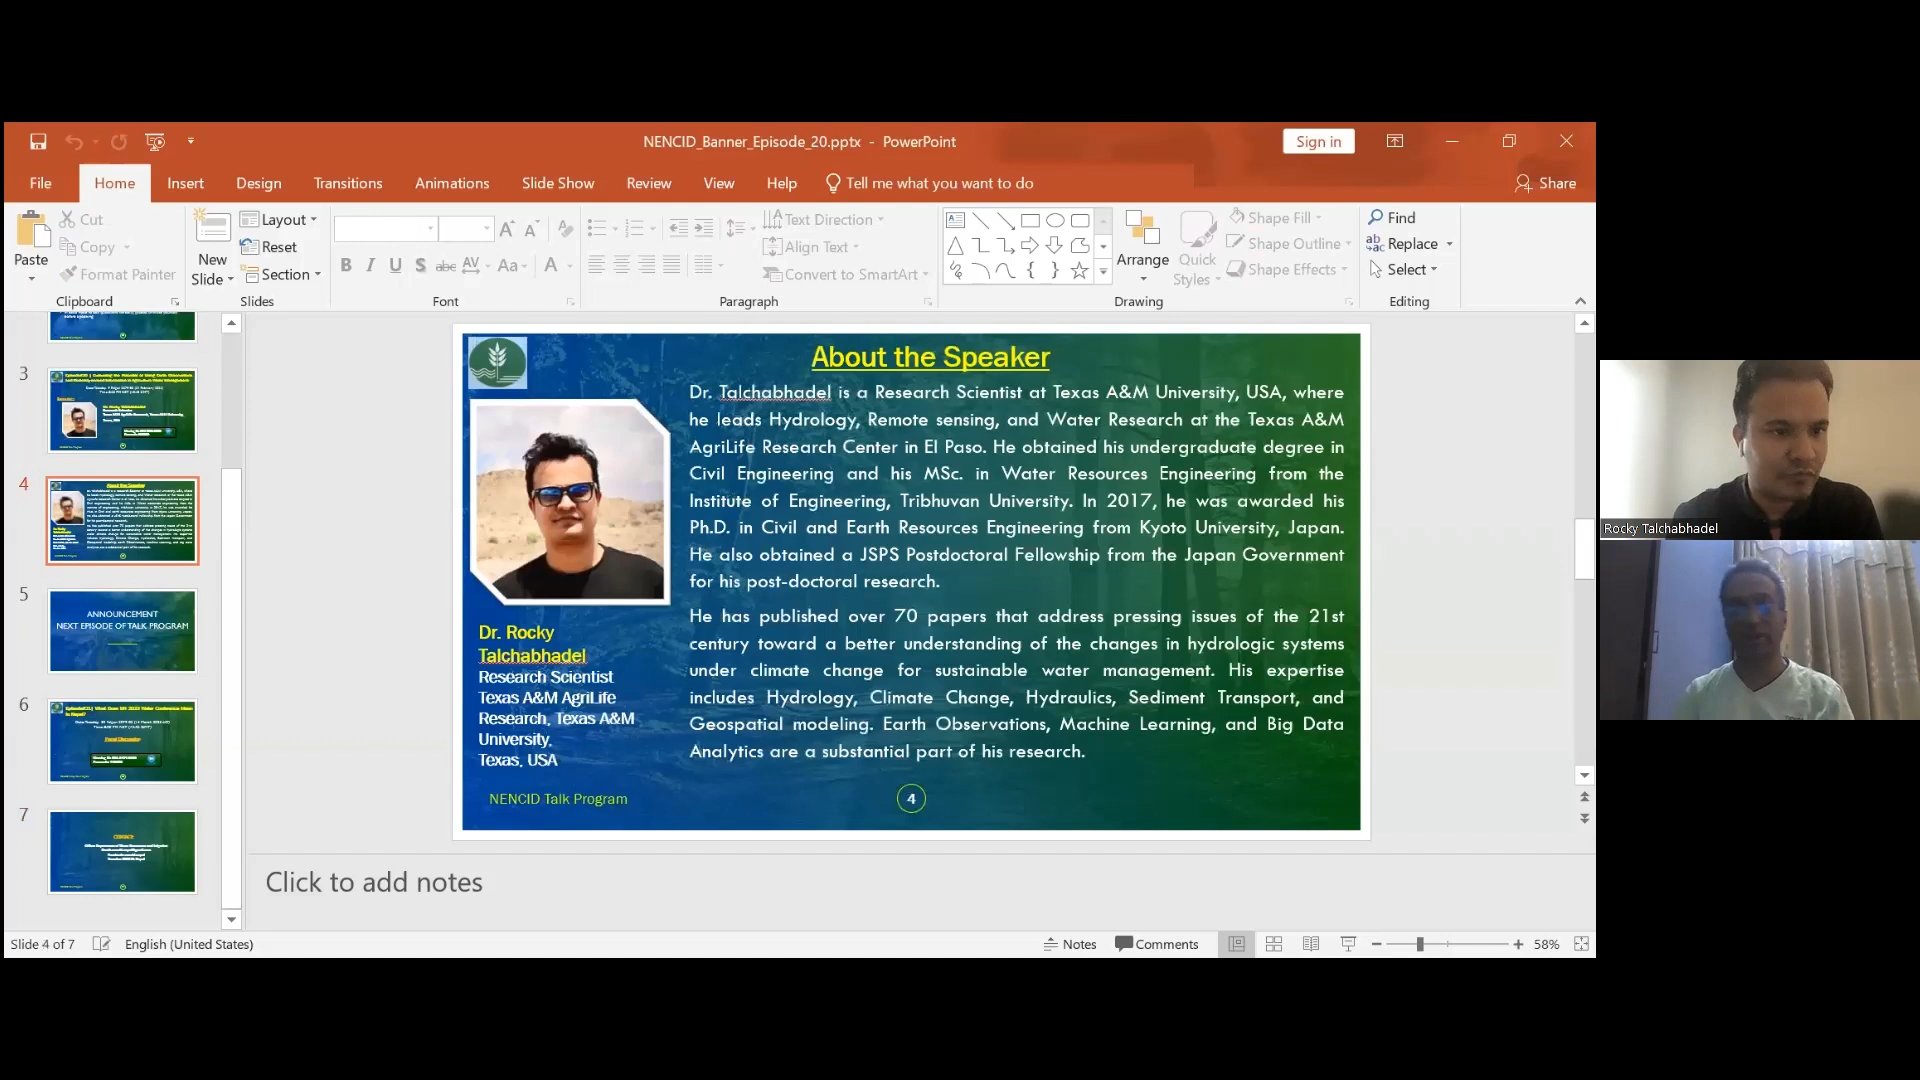 NENCID_Banner_Episode_20.pptx - PowerPoint
Sign in
File Home Insert Design Transitions Animations Slide Show Review View Help Tell me what you want to do
Share
Paste
Cut
Copy
Format Painter
Clipboard
New Slide
Layout
Reset
Section
Slides
B I U S abc AV Aa A
Font
Text Direction
Align Text
Convert to SmartArt
Paragraph
Arrange
Quick Styles
Shape Fill
Shape Outline
Shape Effects
Drawing
Find
Replace
Select
Editing
3
4
5
ANNOUNCEMENT
NEXT EPISODE OF TALK PROGRAM
6
7
About the Speaker
Dr. Talchabhadel is a Research Scientist at Texas A&M University, USA, where
he leads Hydrology, Remote sensing, and Water Research at the Texas A&M
AgriLife Research Center in El Paso. He obtained his undergraduate degree in
Civil Engineering and his MSc. in Water Resources Engineering from the
Institute of Engineering, Tribhuvan University. In 2017, he was awarded his
Ph.D. in Civil and Earth Resources Engineering from Kyoto University, Japan.
He also obtained a JSPS Postdoctoral Fellowship from the Japan Government
for his post-doctoral research.
He has published over 70 papers that address pressing issues of the 21st
century toward a better understanding of the changes in hydrologic systems
under climate change for sustainable water management. His expertise
includes Hydrology, Climate Change, Hydraulics, Sediment Transport, and
Geospatial modeling. Earth Observations, Machine Learning, and Big Data
Analytics are a substantial part of his research.
Dr. Rocky
Talchabhadel
Research Scientist
Texas A&M AgriLife
Research, Texas A&M
University,
Texas, USA
NENCID Talk Program
4
Click to add notes
Slide 4 of 7
English (United States)
Notes
Comments
58%
Rocky Talchabhadel